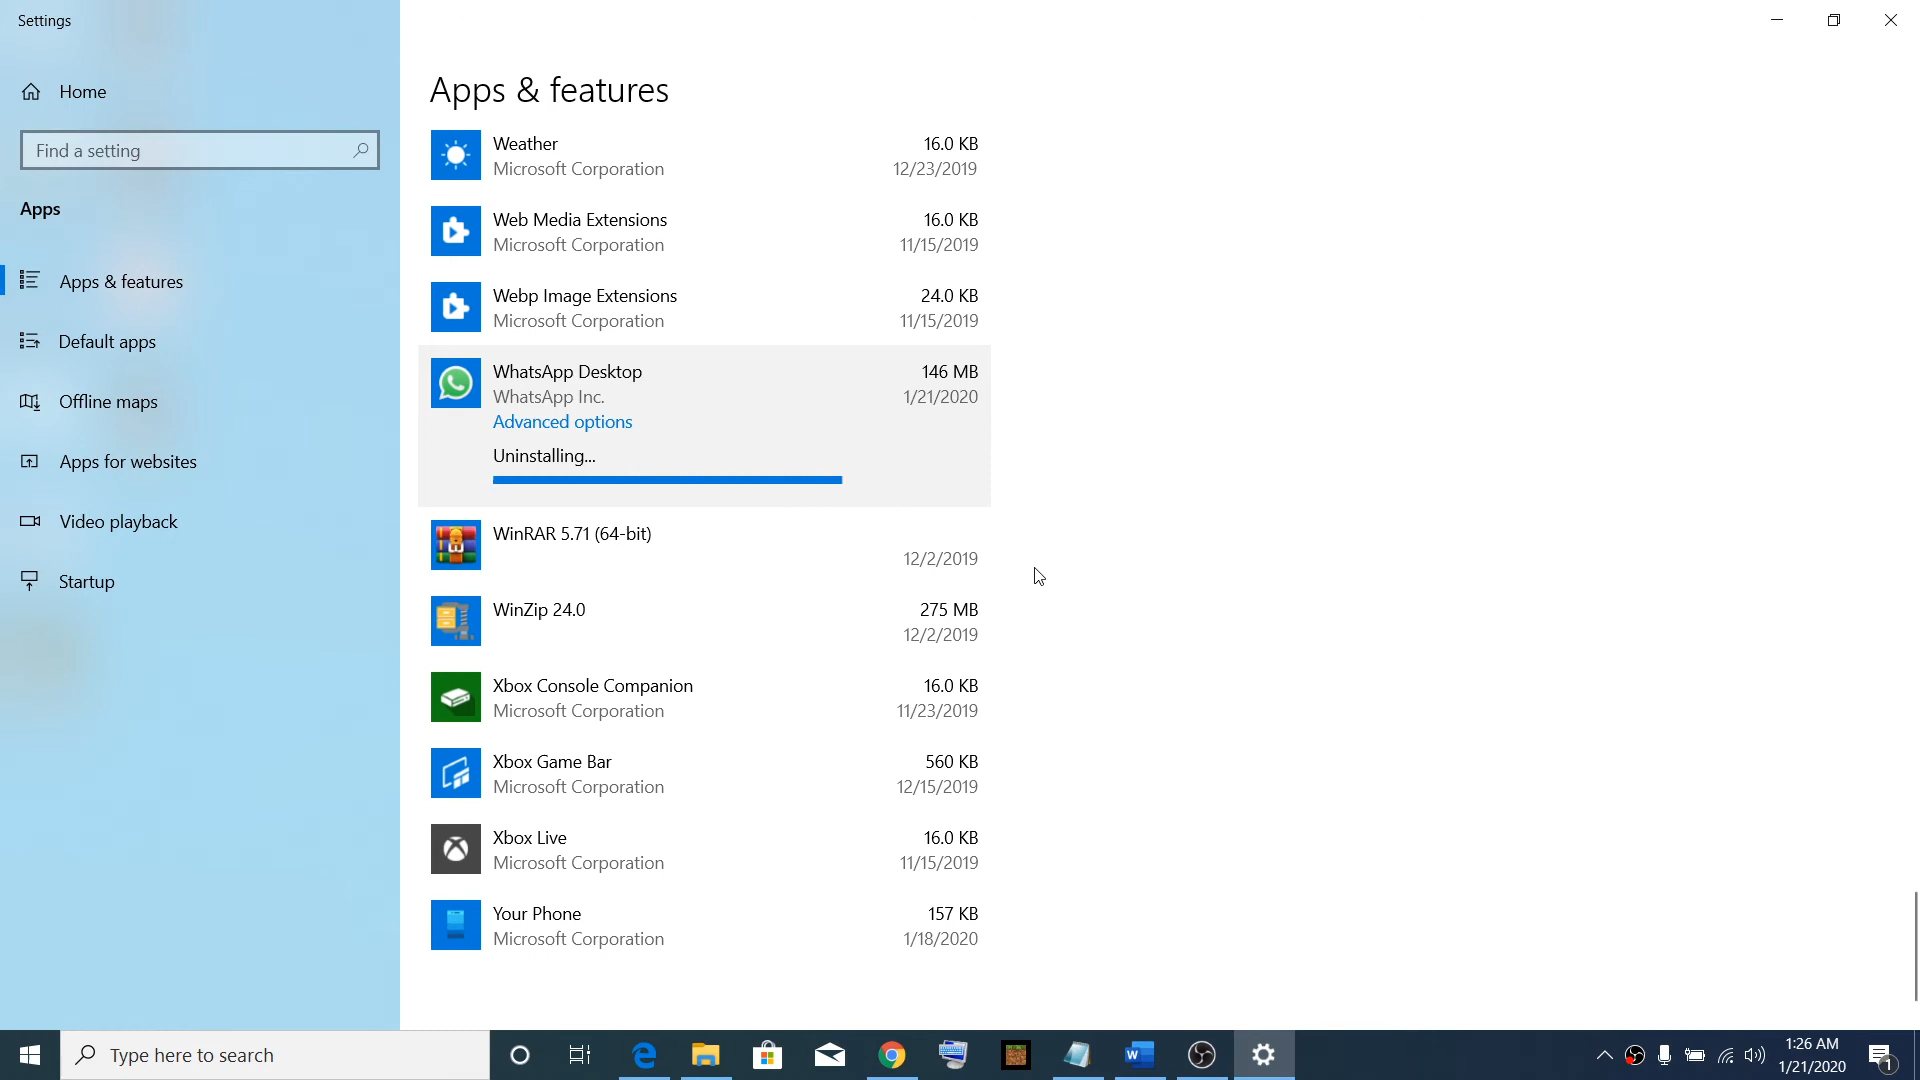 Settings
Home
Find a setting
Apps
Apps & features
Default apps
Offline maps
Apps for websites
Video playback
Startup
Apps & features
Weather 16.0 KB
Microsoft Corporation 12/23/2019
Web Media Extensions 16.0 KB
Microsoft Corporation 11/15/2019
Webp Image Extensions 24.0 KB
Microsoft Corporation 11/15/2019
WhatsApp Desktop 146 MB
WhatsApp Inc. 1/21/2020
Advanced options
Uninstalling...
WinRAR 5.71 (64-bit)
12/2/2019
WinZip 24.0 275 MB
12/2/2019
Xbox Console Companion 16.0 KB
Microsoft Corporation 11/23/2019
Xbox Game Bar 560 KB
Microsoft Corporation 12/15/2019
Xbox Live 16.0 KB
Microsoft Corporation 11/15/2019
Your Phone 157 KB
Microsoft Corporation 1/18/2020
Type here to search
1:26 AM
1/21/2020
1